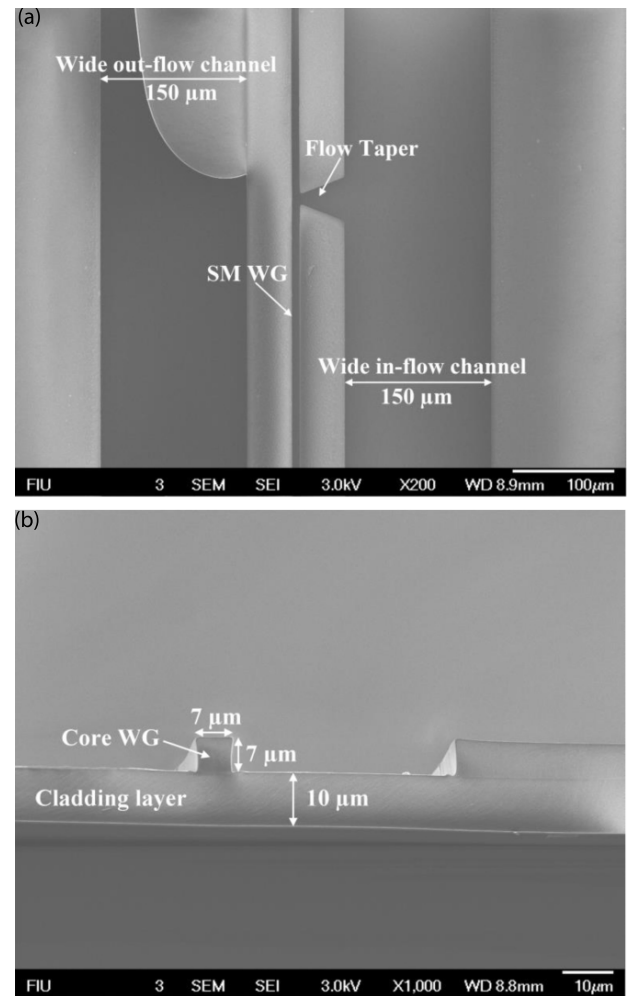 (a)
Wide out-flow channel
150 µm
Flow Taper
SM WG
Wide in-flow channel
150 µm
FIU 3 SEM SEI 3.0kV X200 WD 8.9mm 100µm
(b)
7 µm
Core WG
7 µm
Cladding layer
10 µm
FIU 3 SEM SEI 3.0kV X1,000 WD 8.8mm 10µm